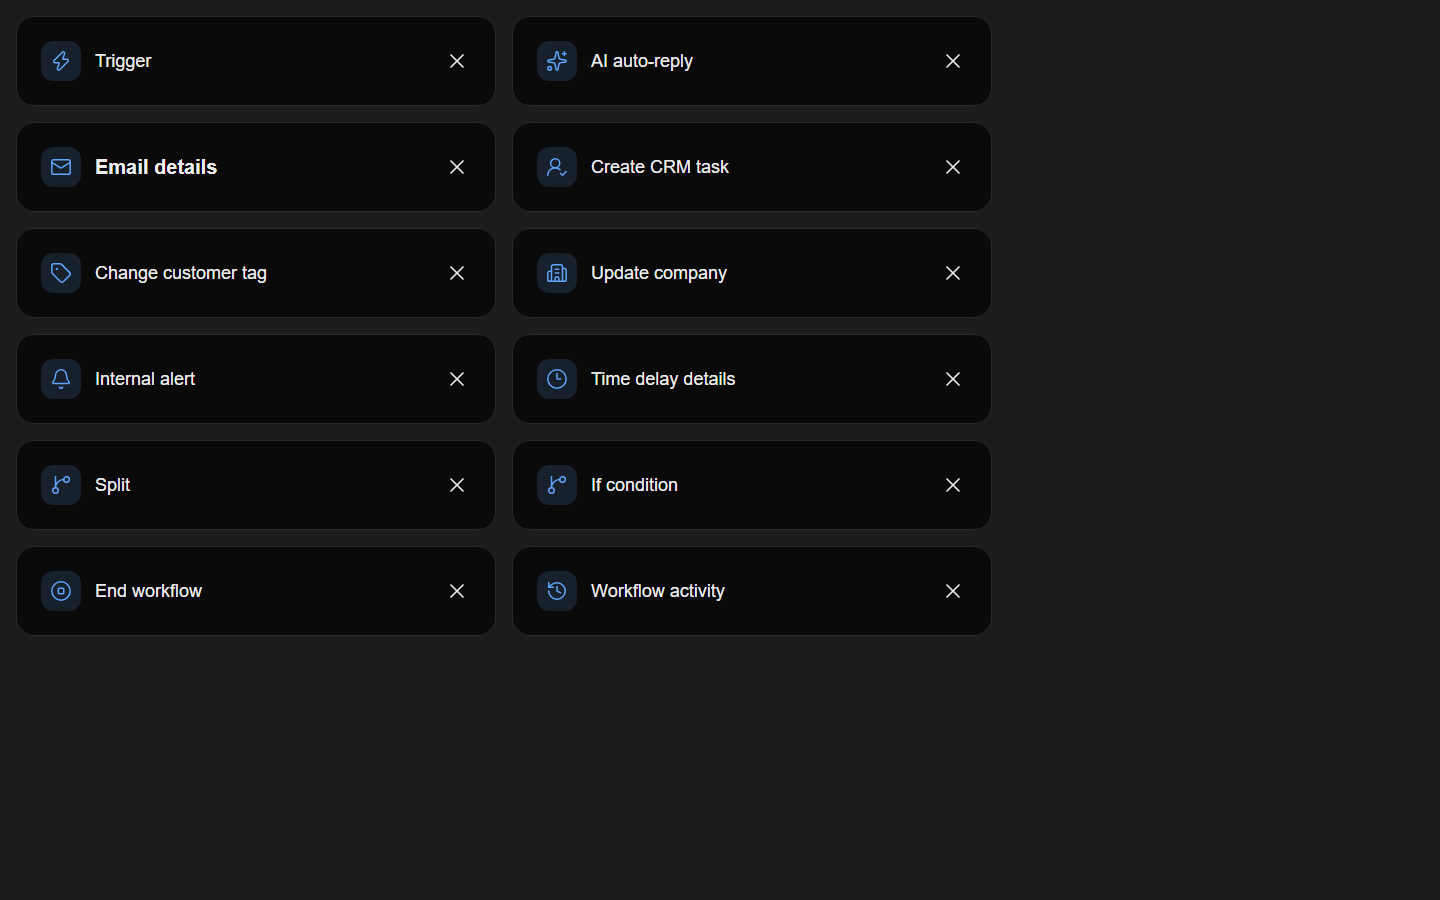 Trigger
AI auto-reply
Email details
Create CRM task
Change customer tag
Update company
Internal alert
Time delay details
Split
If condition
End workflow
Workflow activity